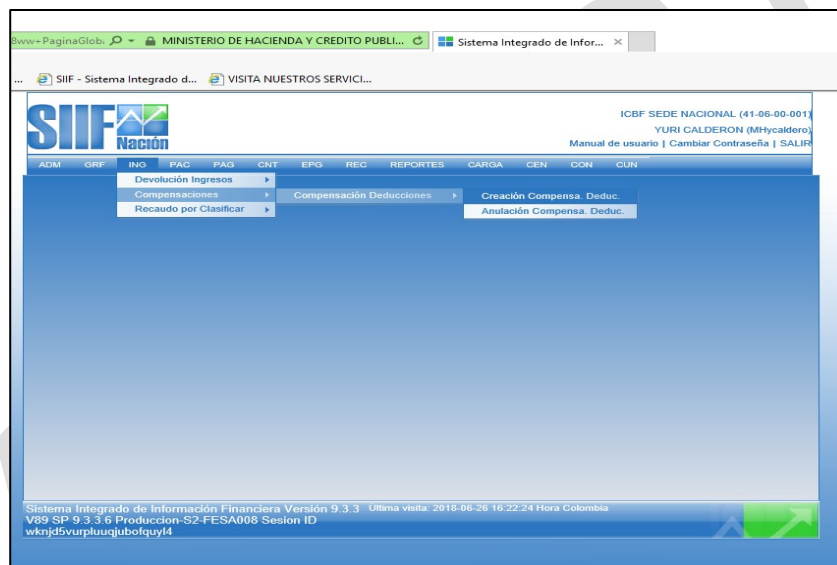 8ww+PaginaGlob. MINISTERIO DE HACIENDA Y CREDITO PUBLI... Sistema Integrado de Infor...
... SIIF - Sistema Integrado d... VISITA NUESTROS SERVICI...
SIIF Nación
ICBF SEDE NACIONAL (41-06-00-001)
YURI CALDERON (MHycaldero)
Manual de usuario | Cambiar Contraseña | SALIR
ADM GRF ING PAC PAG CNT EPG REC REPORTES CARGA CEN CON CUN
Devolución Ingresos
Compensaciones Compensación Deducciones Creación Compensa. Deduc.
Recaudo por Clasificar Anulación Compensa. Deduc.
Sistema Integrado de Información Financiera Versión 9.3.3 Última visita: 2018-06-26 16:22:24 Hora Colombia
V89 SP 9.3.3.6 Produccion-S2-FESA008 Sesion ID
wknjd5vurpluuqjubofquyl4